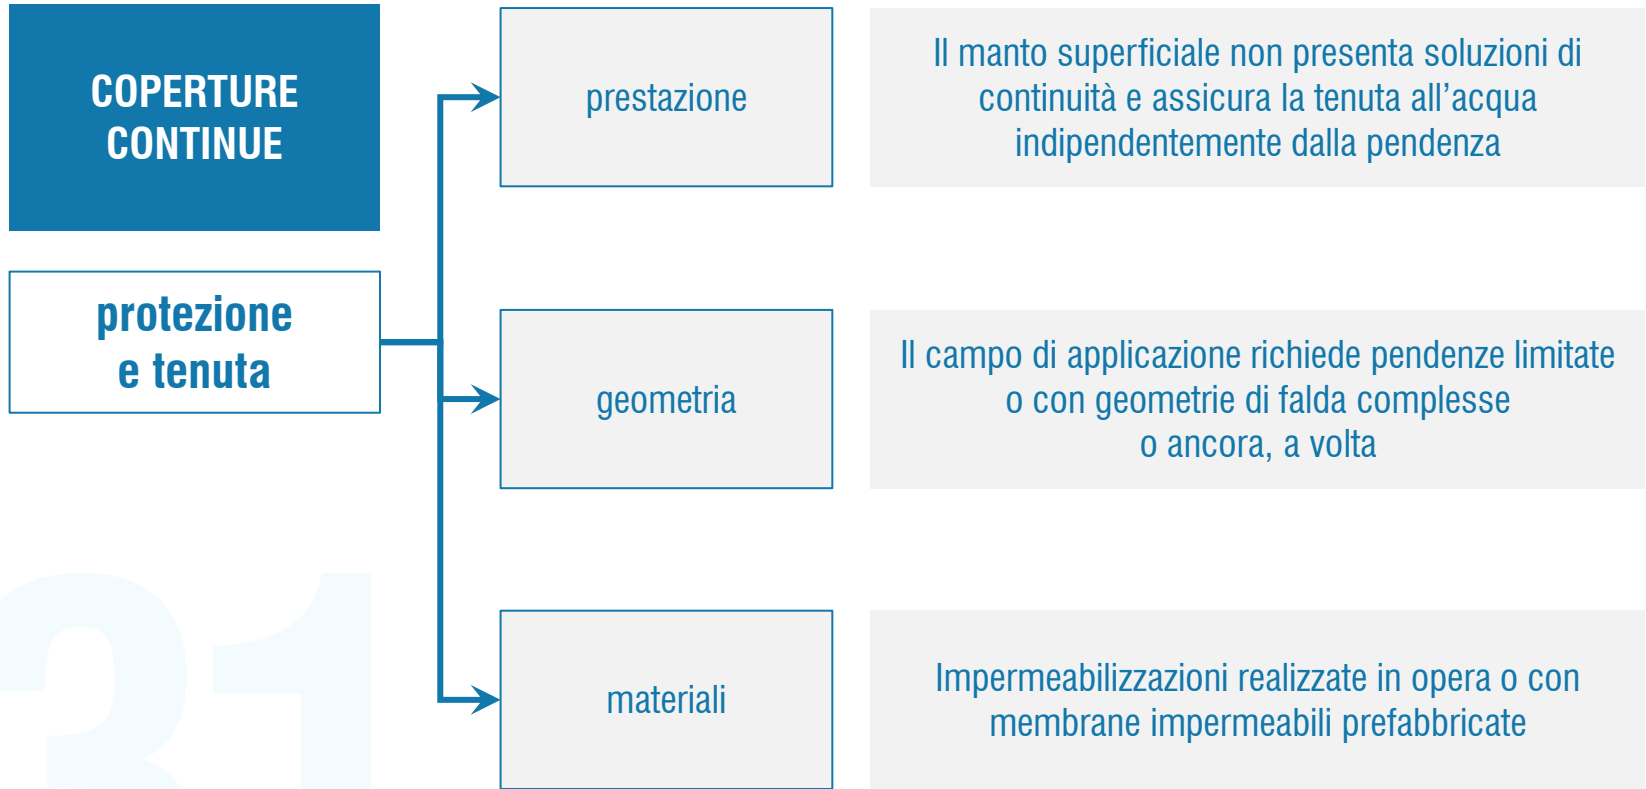 COPERTURE
CONTINUE
protezione
e tenuta
prestazione
Il manto superficiale non presenta soluzioni di
continuità e assicura la tenuta all’acqua
indipendentemente dalla pendenza
geometria
Il campo di applicazione richiede pendenze limitate
o con geometrie di falda complesse
o ancora, a volta
materiali
Impermeabilizzazioni realizzate in opera o con
membrane impermeabili prefabbricate
31